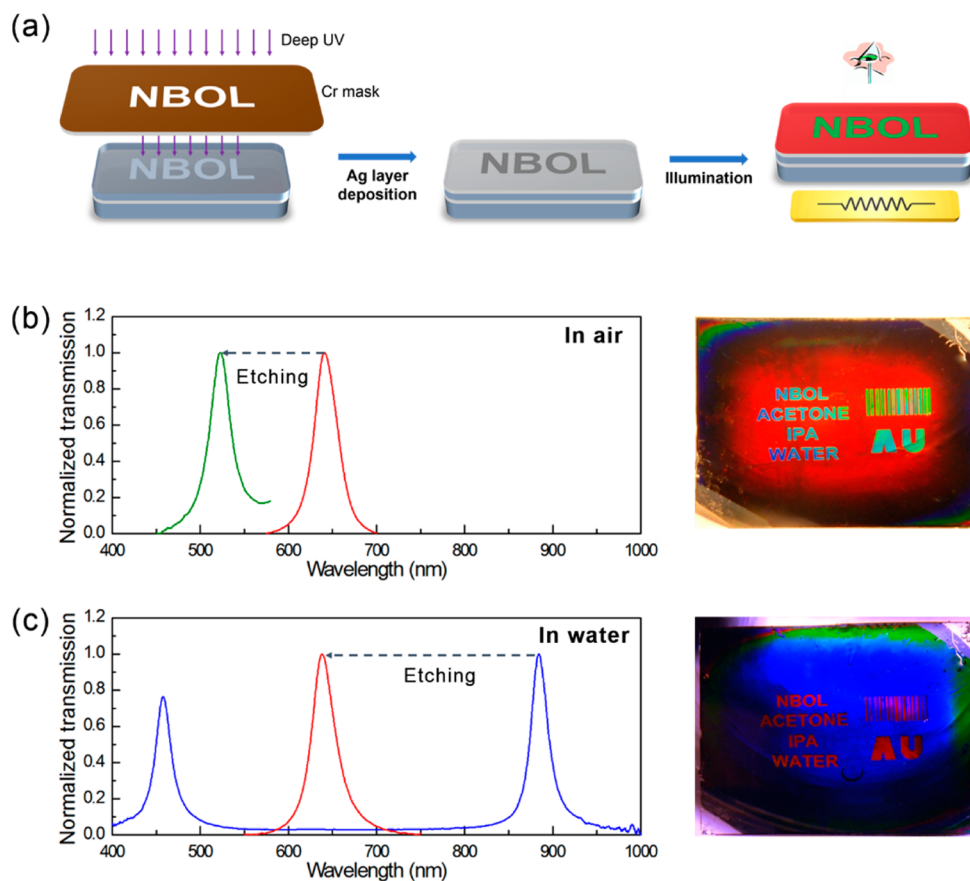 (a)
Deep UV
NBOL
Cr mask
NBOL
Ag layer
deposition
NBOL
Illumination
NBOL
(b)
Normalized transmission
1.2
1.0
0.8
0.6
0.4
0.2
0.0
In air
Etching
400 500 600 700 800 900 1000
Wavelength (nm)
NBOL
ACETONE
IPA
WATER
AU
(c)
Normalized transmission
1.2
1.0
0.8
0.6
0.4
0.2
0.0
In water
Etching
400 500 600 700 800 900 1000
Wavelength (nm)
NBOL
ACETONE
IPA
WATER
AU